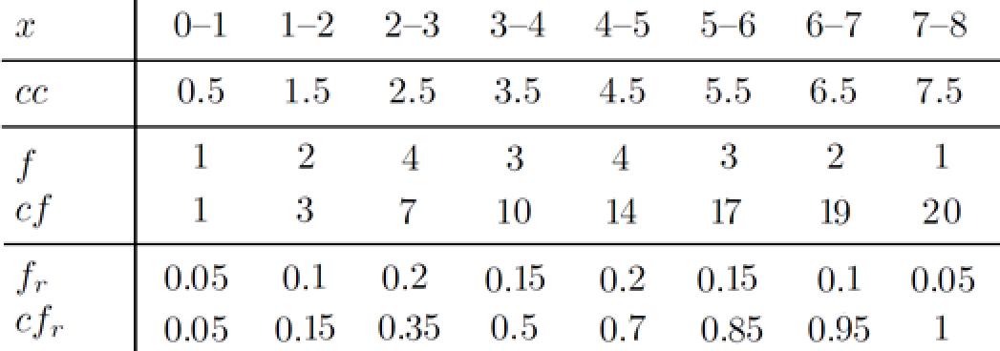 x 0–1 1–2 2–3 3–4 4–5 5–6 6–7 7–8
cc 0.5 1.5 2.5 3.5 4.5 5.5 6.5 7.5
f 1 2 4 3 4 3 2 1
cf 1 3 7 10 14 17 19 20
f_r 0.05 0.1 0.2 0.15 0.2 0.15 0.1 0.05
cf_r 0.05 0.15 0.35 0.5 0.7 0.85 0.95 1